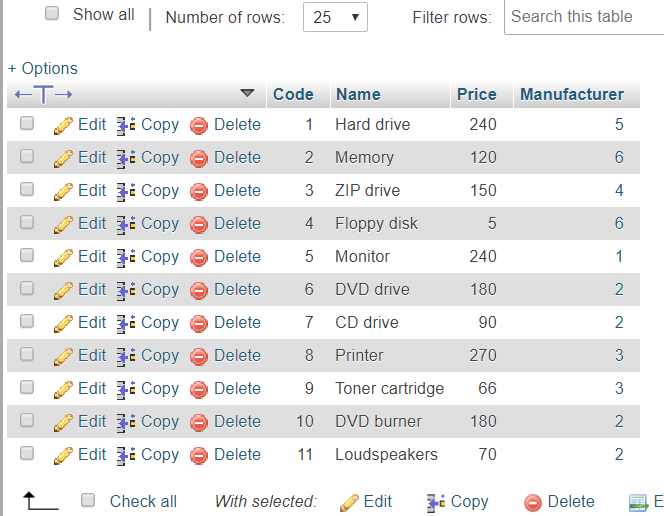 Show all Number of rows: 25 Filter rows: Search this table
+ Options
Code Name Price Manufacturer
Edit Copy Delete 1 Hard drive 240 5
Edit Copy Delete 2 Memory 120 6
Edit Copy Delete 3 ZIP drive 150 4
Edit Copy Delete 4 Floppy disk 5 6
Edit Copy Delete 5 Monitor 240 1
Edit Copy Delete 6 DVD drive 180 2
Edit Copy Delete 7 CD drive 90 2
Edit Copy Delete 8 Printer 270 3
Edit Copy Delete 9 Toner cartridge 66 3
Edit Copy Delete 10 DVD burner 180 2
Edit Copy Delete 11 Loudspeakers 70 2
Check all With selected: Edit Copy Delete E